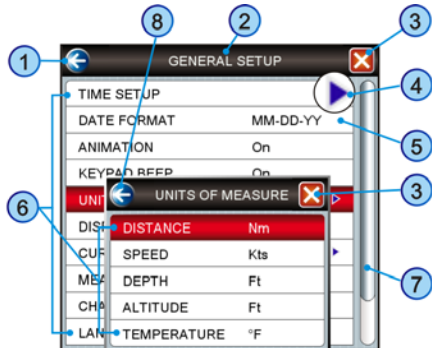 8 2 3
1 GENERAL SETUP
TIME SETUP 4
DATE FORMAT MM-DD-YY 5
ANIMATION On
KEYPAD BEEP On
UNITS OF MEASURE 3
DISTANCE Nm
6 SPEED Kts
DEPTH Ft 7
ALTITUDE Ft
TEMPERATURE °F